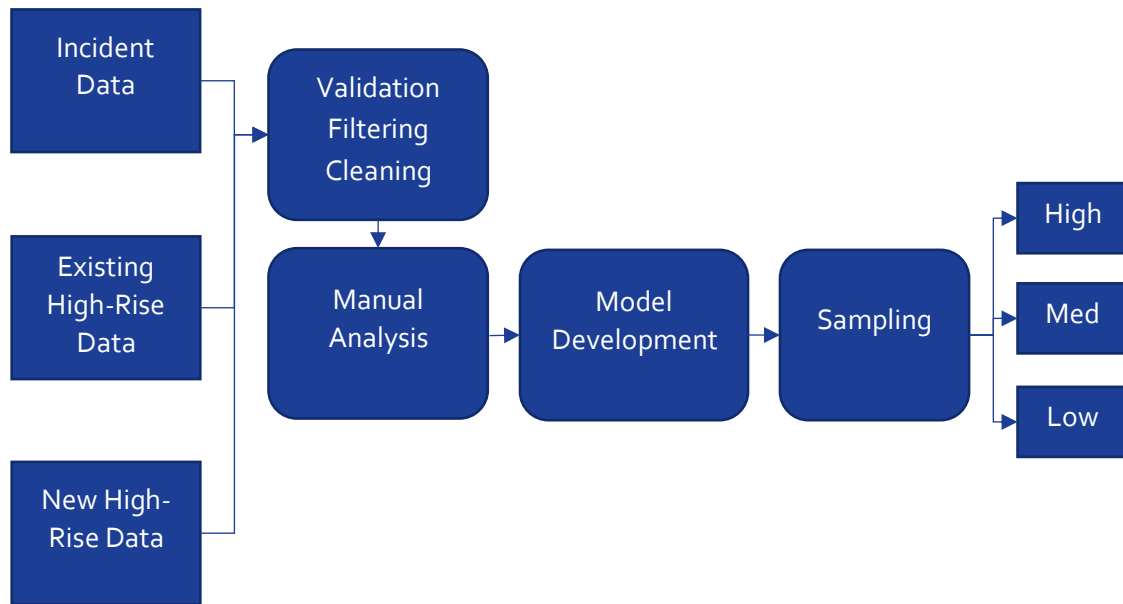 Incident
Data
Existing
High-Rise
Data
New High-
Rise Data
Validation
Filtering
Cleaning
Manual
Analysis
Model
Development
Sampling
High
Med
Low